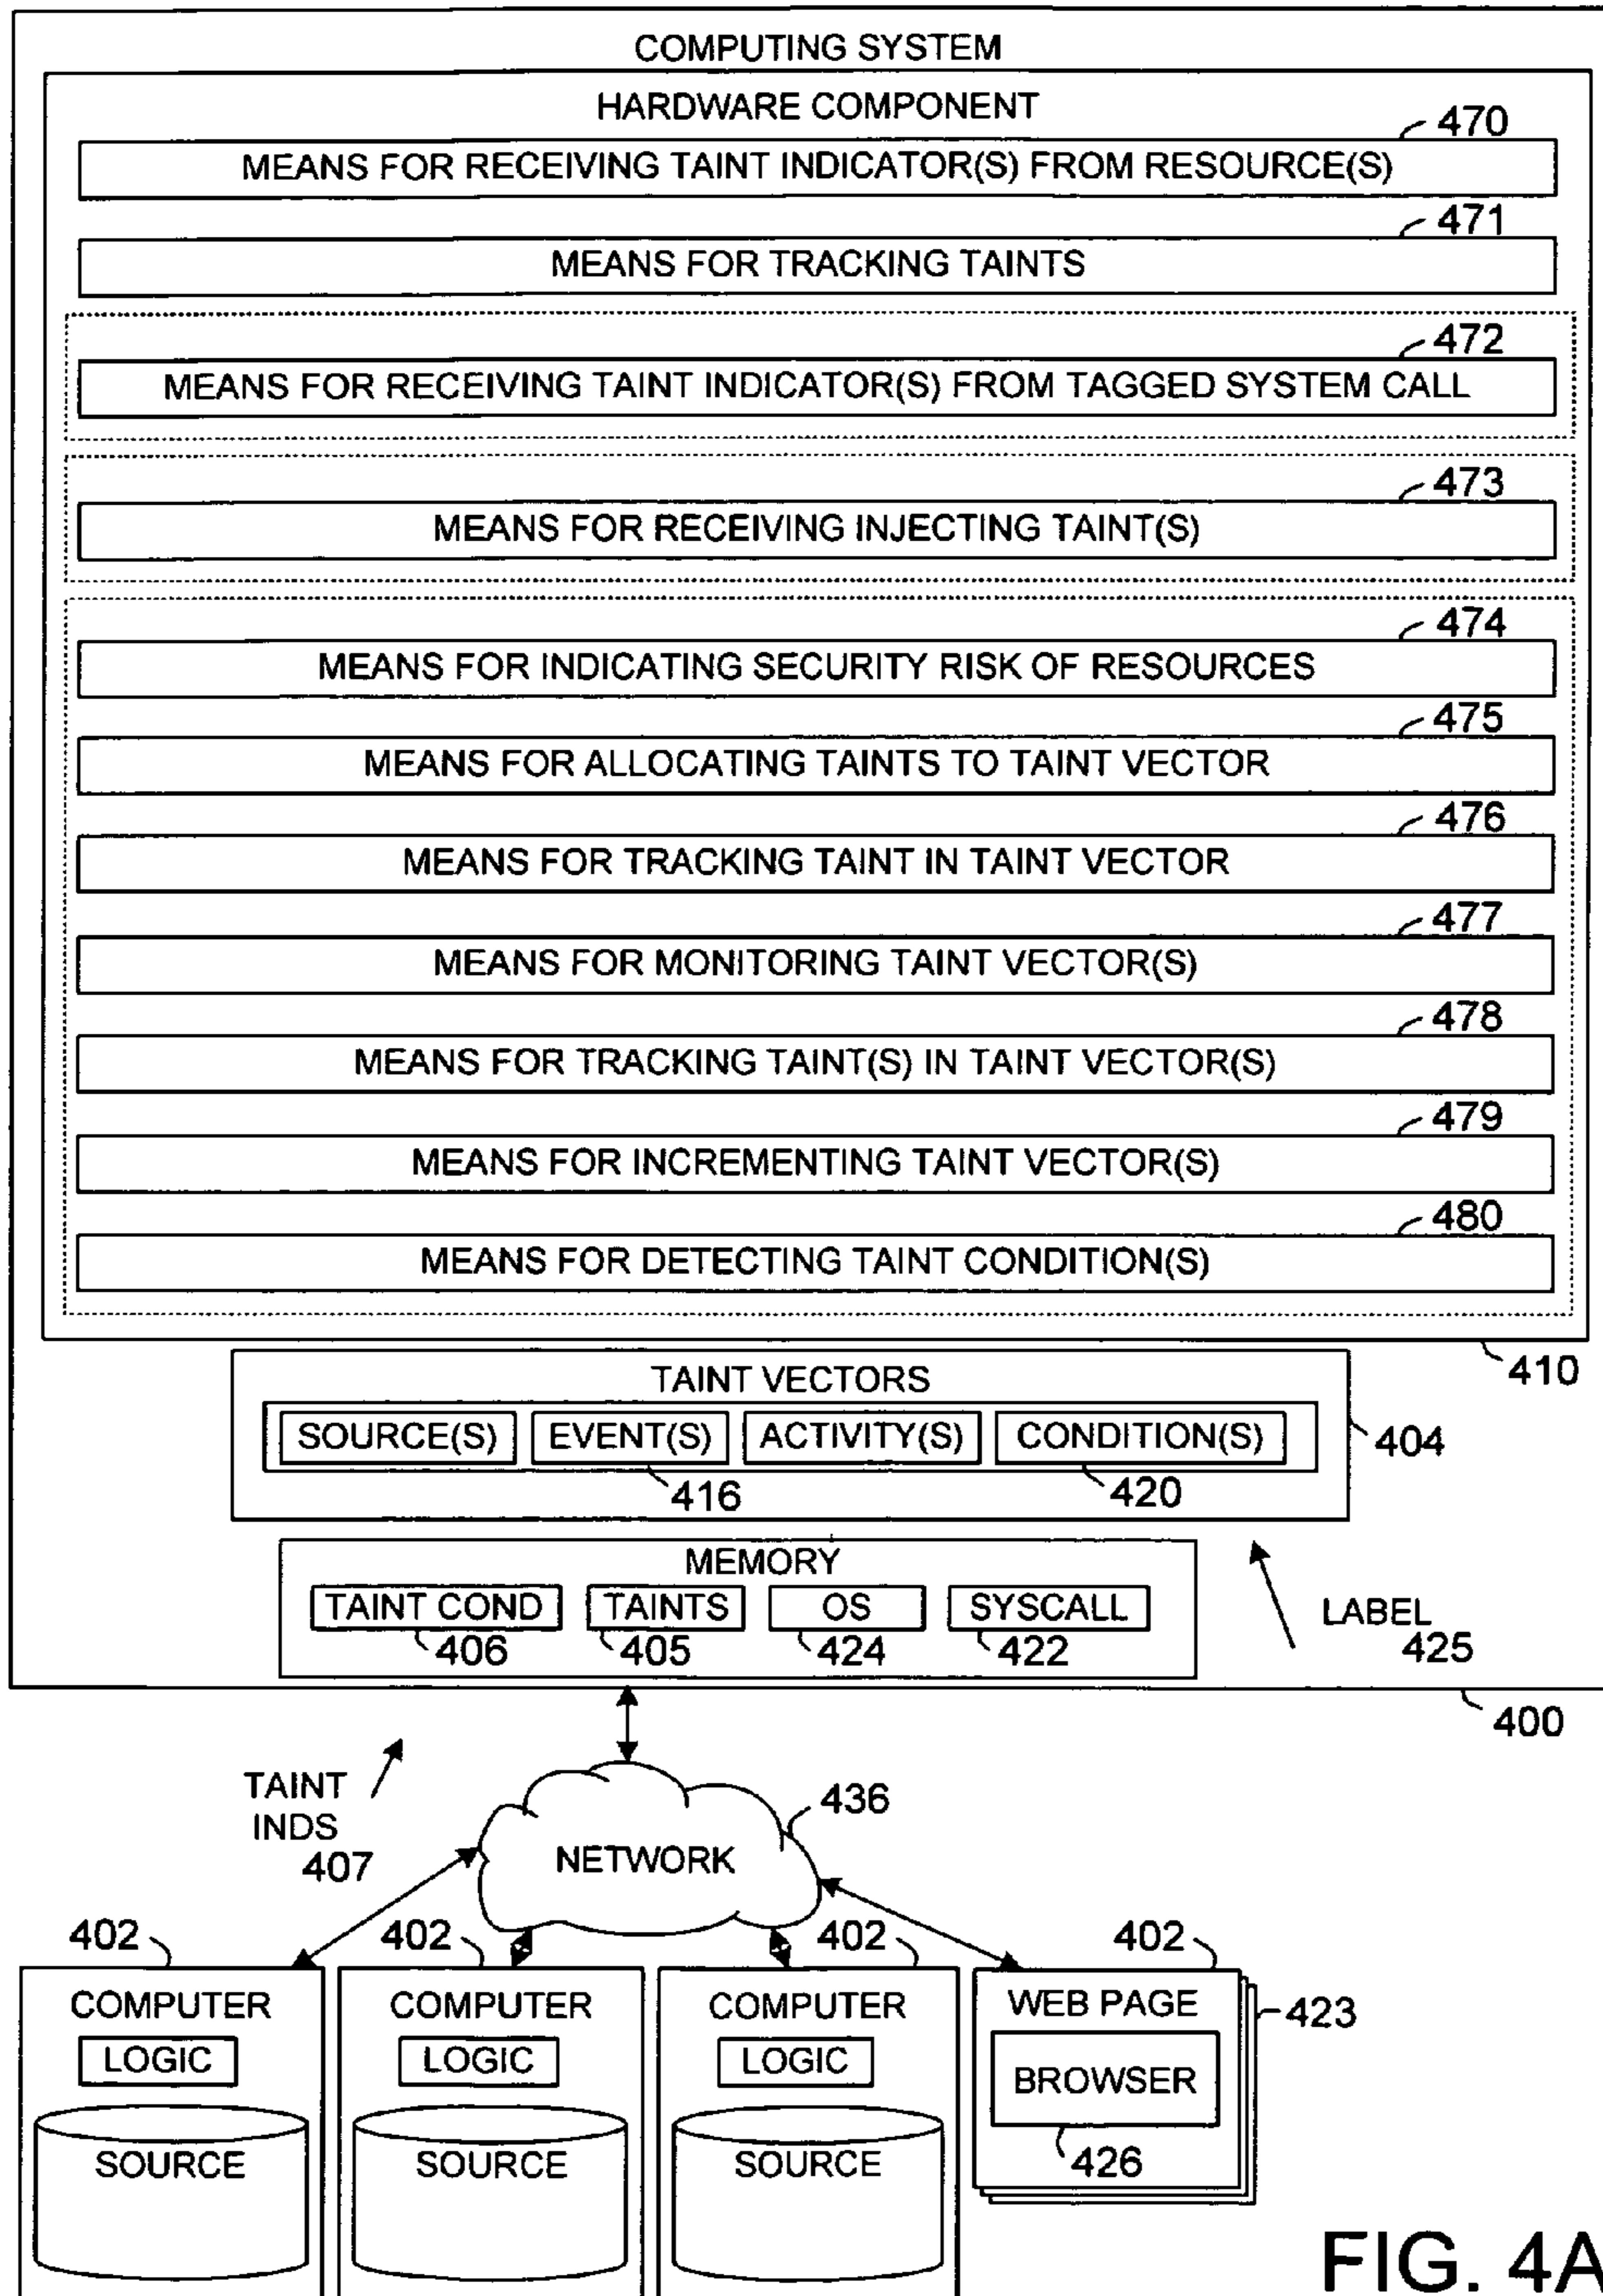 COMPUTING SYSTEM
HARDWARE COMPONENT
470
MEANS FOR RECEIVING TAINT INDICATOR(S) FROM RESOURCE(S)
471
MEANS FOR TRACKING TAINTS
472
MEANS FOR RECEIVING TAINT INDICATOR(S) FROM TAGGED SYSTEM CALL
473
MEANS FOR RECEIVING INJECTING TAINT(S)
474
MEANS FOR INDICATING SECURITY RISK OF RESOURCES
475
MEANS FOR ALLOCATING TAINTS TO TAINT VECTOR
476
MEANS FOR TRACKING TAINT IN TAINT VECTOR
477
MEANS FOR MONITORING TAINT VECTOR(S)
478
MEANS FOR TRACKING TAINT(S) IN TAINT VECTOR(S)
479
MEANS FOR INCREMENTING TAINT VECTOR(S)
480
MEANS FOR DETECTING TAINT CONDITION(S)
410
TAINT VECTORS
SOURCE(S) EVENT(S) ACTIVITY(S) CONDITION(S) 404
416 420
MEMORY
TAINT COND TAINTS OS SYSCALL
406 405 424 422
LABEL
425
400
TAINT
INDS
407
436
NETWORK
402 402 402 402
COMPUTER COMPUTER COMPUTER WEB PAGE 423
LOGIC LOGIC LOGIC BROWSER
SOURCE SOURCE SOURCE 426
FIG. 4A